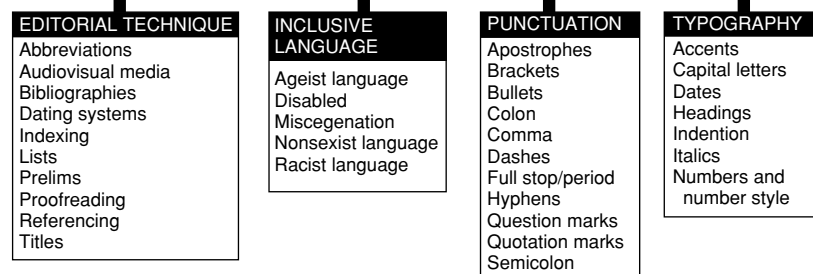 EDITORIAL TECHNIQUE
Abbreviations
Audiovisual media
Bibliographies
Dating systems
Indexing
Lists
Prelims
Proofreading
Referencing
Titles
INCLUSIVE
LANGUAGE
Ageist language
Disabled
Miscegenation
Nonsexist language
Racist language
PUNCTUATION
Apostrophes
Brackets
Bullets
Colon
Comma
Dashes
Full stop/period
Hyphens
Question marks
Quotation marks
Semicolon
TYPOGRAPHY
Accents
Capital letters
Dates
Headings
Indention
Italics
Numbers and
number style